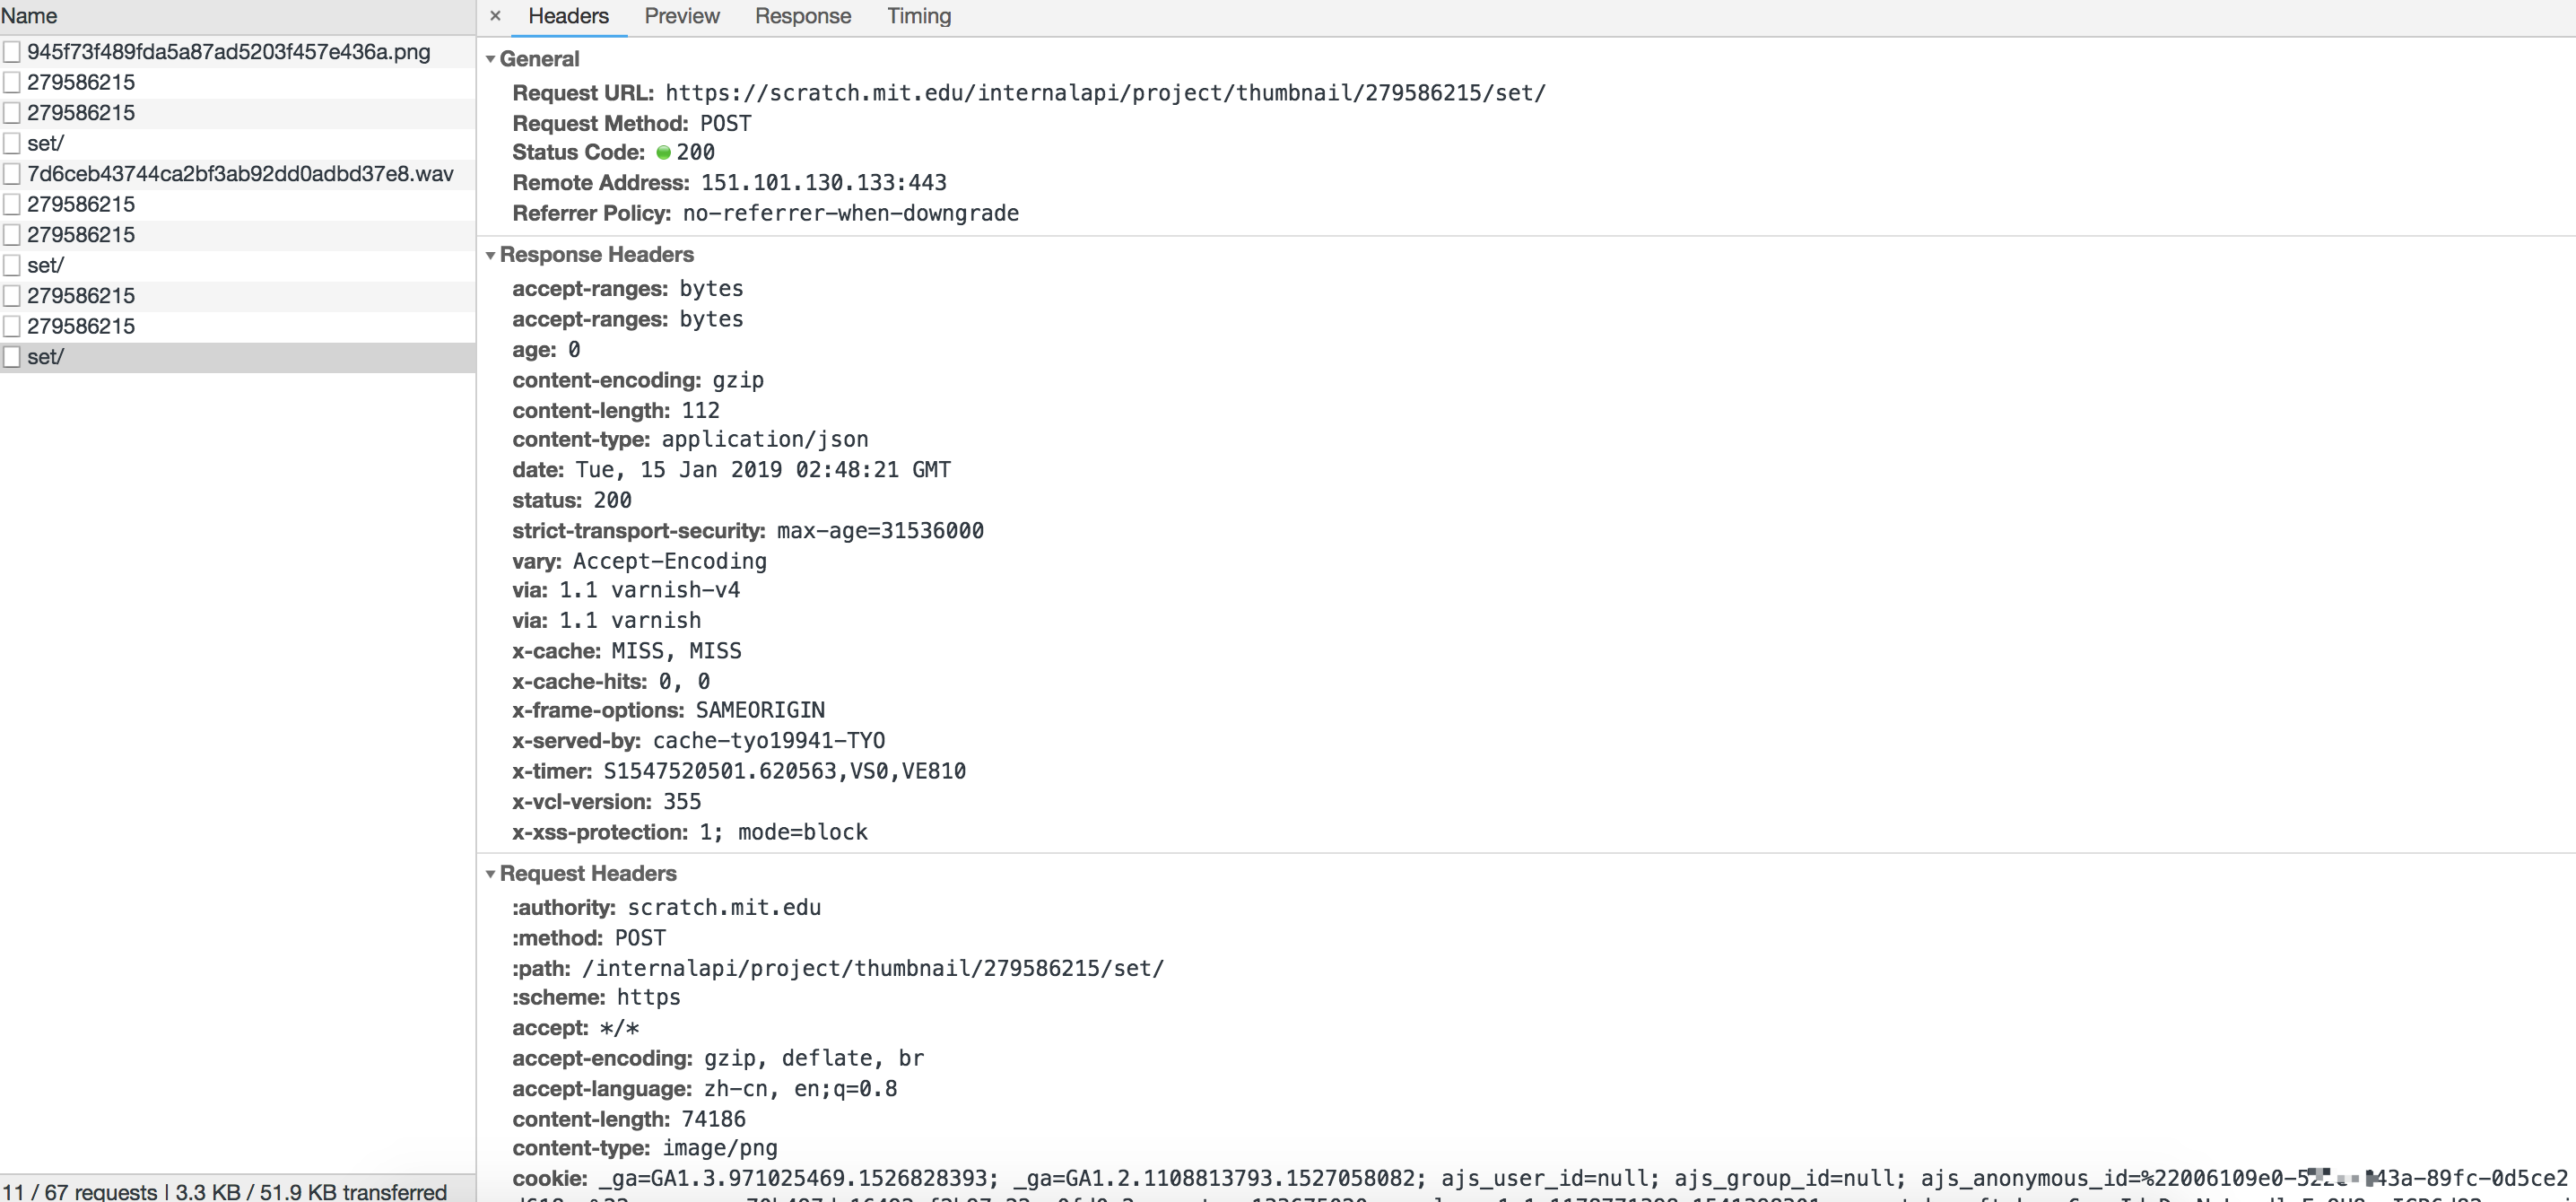 Name
945f73f489fda5a87ad5203f457e436a.png
279586215
279586215
set/
7d6ceb43744ca2bf3ab92dd0adbd37e8.wav
279586215
279586215
set/
279586215
279586215
set/
11 / 67 requests | 3.3 KB / 51.9 KB transferred
× Headers Preview Response Timing
General
Request URL: https://scratch.mit.edu/internalapi/project/thumbnail/279586215/set/
Request Method: POST
Status Code: 200
Remote Address: 151.101.130.133:443
Referrer Policy: no-referrer-when-downgrade
Response Headers
accept-ranges: bytes
accept-ranges: bytes
age: 0
content-encoding: gzip
content-length: 112
content-type: application/json
date: Tue, 15 Jan 2019 02:48:21 GMT
status: 200
strict-transport-security: max-age=31536000
vary: Accept-Encoding
via: 1.1 varnish-v4
via: 1.1 varnish
x-cache: MISS, MISS
x-cache-hits: 0, 0
x-frame-options: SAMEORIGIN
x-served-by: cache-tyo19941-TYO
x-timer: S1547520501.620563,VS0,VE810
x-vcl-version: 355
x-xss-protection: 1; mode=block
Request Headers
:authority: scratch.mit.edu
:method: POST
:path: /internalapi/project/thumbnail/279586215/set/
:scheme: https
accept: */*
accept-encoding: gzip, deflate, br
accept-language: zh-cn, en;q=0.8
content-length: 74186
content-type: image/png
cookie: _ga=GA1.3.971025469.1526828393; _ga=GA1.2.1108813793.1527058082; ajs_user_id=null; ajs_group_id=null;